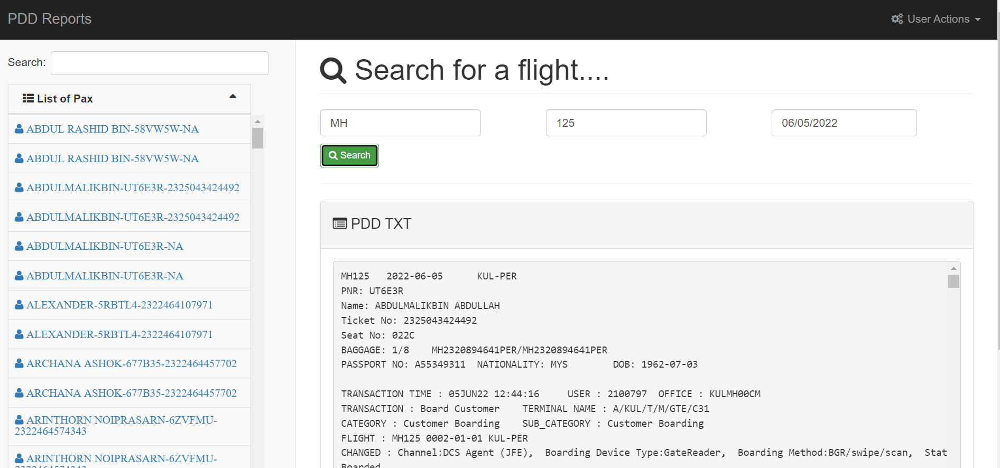 PDD Reports
User Actions
Search:
List of Pax
ABDUL RASHID BIN-58VW5W-NA
ABDUL RASHID BIN-58VW5W-NA
ABDULMALIKBIN-UT6E3R-2325043424492
ABDULMALIKBIN-UT6E3R-2325043424492
ABDULMALIKBIN-UT6E3R-NA
ABDULMALIKBIN-UT6E3R-NA
ALEXANDER-5RBTL4-2322464107971
ALEXANDER-5RBTL4-2322464107971
ARCHANA ASHOK-677B35-2322464457702
ARCHANA ASHOK-677B35-2322464457702
ARINTHORN NOIPRASARN-6ZVFMU-
2322464574343
ARINTHORN NOIPRASARN-6ZVFMU-
2322464574343
Search for a flight....
MH
125
06/05/2022
Search
PDD TXT
MH125 2022-06-05 KUL-PER
PNR: UT6E3R
Name: ABDULMALIKBIN ABDULLAH
Ticket No: 2325043424492
Seat No: 022C
BAGGAGE: 1/8 MH2320894641PER/MH2320894641PER
PASSPORT NO: A55349311 NATIONALITY: MYS DOB: 1962-07-03
TRANSACTION TIME : 05JUN22 12:44:16 USER : 2100797 OFFICE : KULMH00CM
TRANSACTION : Board Customer TERMINAL NAME : A/KUL/T/M/GTE/C31
CATEGORY : Customer Boarding SUB_CATEGORY : Customer Boarding
FLIGHT : MH125 0002-01-01 KUL-PER
CHANGED : Channel:DCS Agent (JFE), Boarding Device Type:GateReader, Boarding Method:BGR/swipe/scan, Stat
Boarded